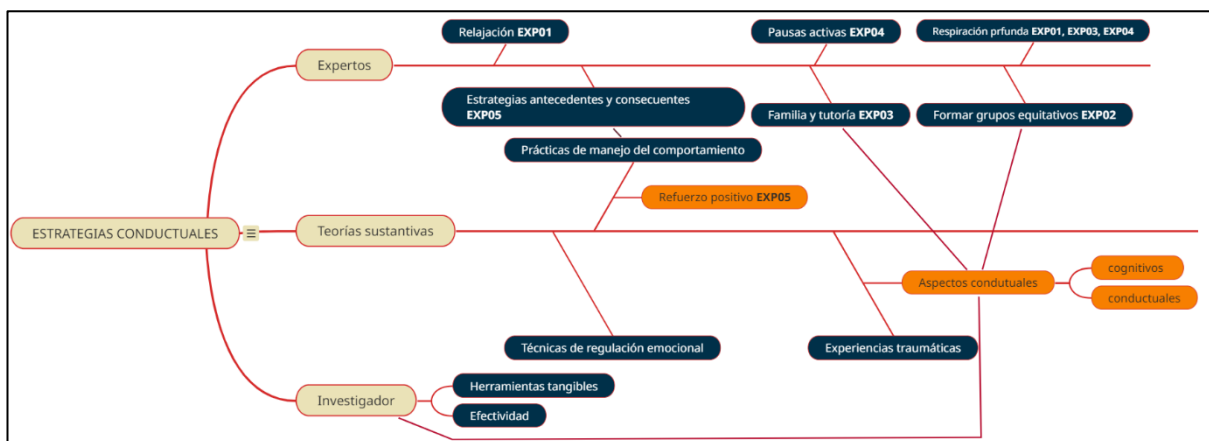 Relajación EXP01
Pausas activas EXP04
Respiración prfunda EXP01, EXP03, EXP04
Expertos
Estrategias antecedentes y consecuentes
EXP05
Familia y tutoría EXP03
Formar grupos equitativos EXP02
Prácticas de manejo del comportamiento
Refuerzo positivo EXP05
ESTRATEGIAS CONDUCTUALES
Teorías sustantivas
Aspectos condutuales
cognitivos
conductuales
Técnicas de regulación emocional
Experiencias traumáticas
Investigador
Herramientas tangibles
Efectividad